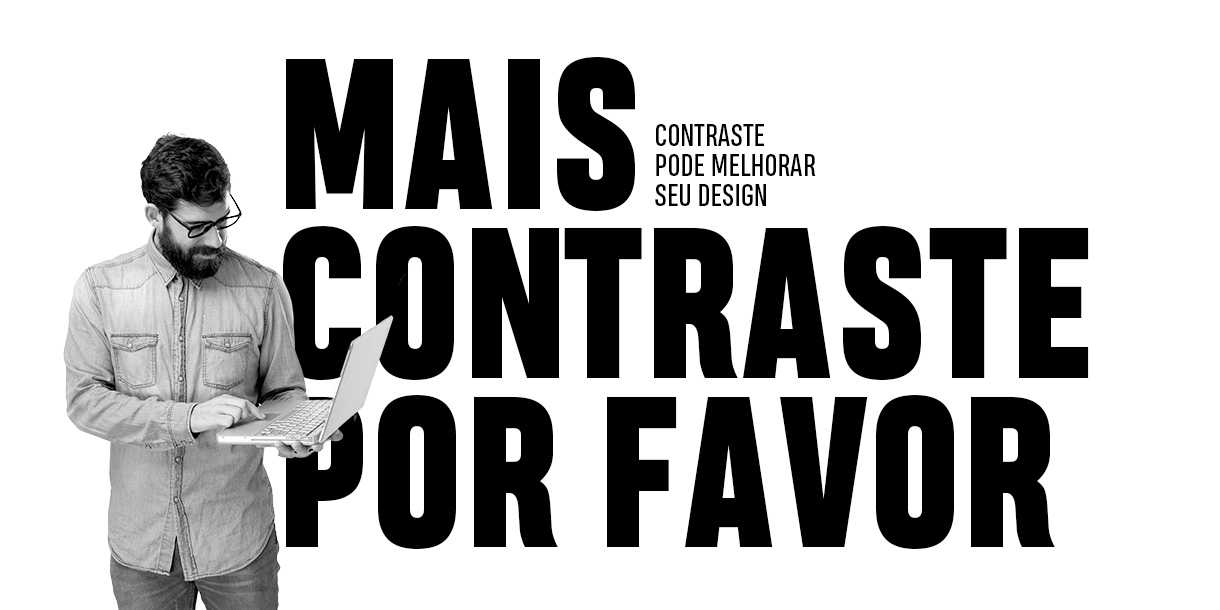 MAIS
CONTRASTE
PODE MELHORAR
SEU DESIGN
CONTRASTE
POR FAVOR